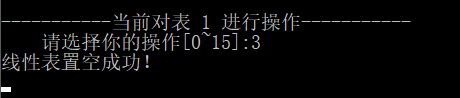 -----------当前对表 1 进行操作-----------
请选择你的操作[0~15]:3
线性表置空成功！